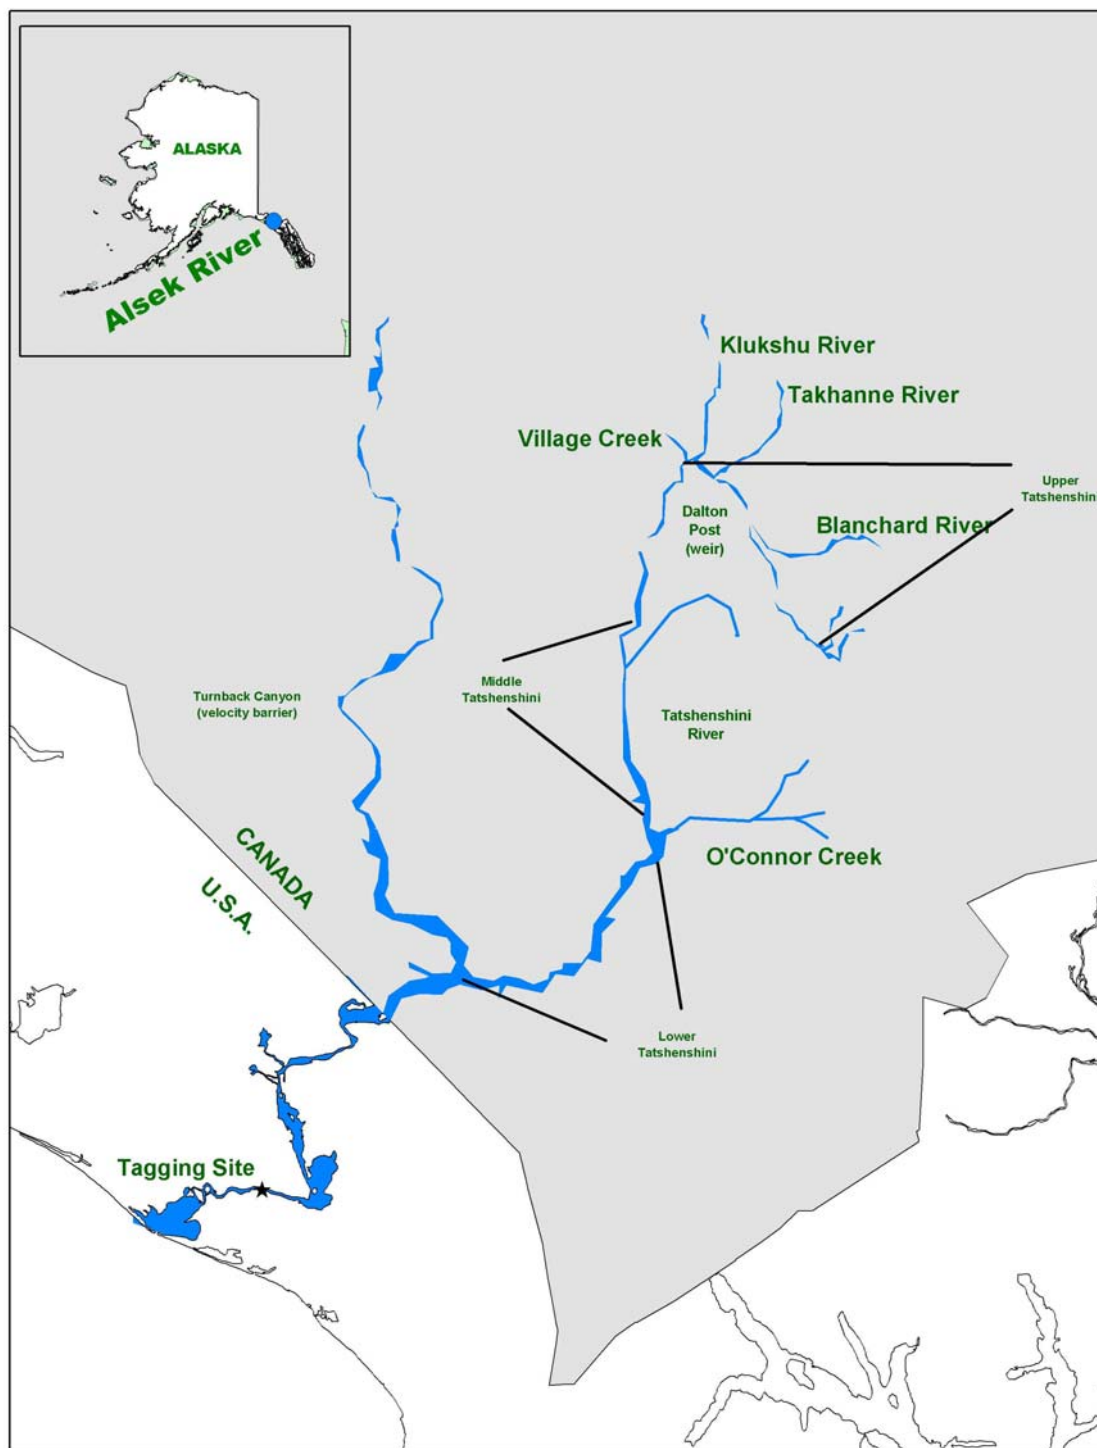 ALASKA
Alsek River
Klukshu River
Takhanne River
Village Creek
Upper
Tatshenshini
Dalton
Post
(weir)
Blanchard River
Middle
Tatshenshini
Turnback Canyon
(velocity barrier)
Tatshenshini
River
CANADA
U.S.A.
O'Connor Creek
Lower
Tatshenshini
Tagging Site